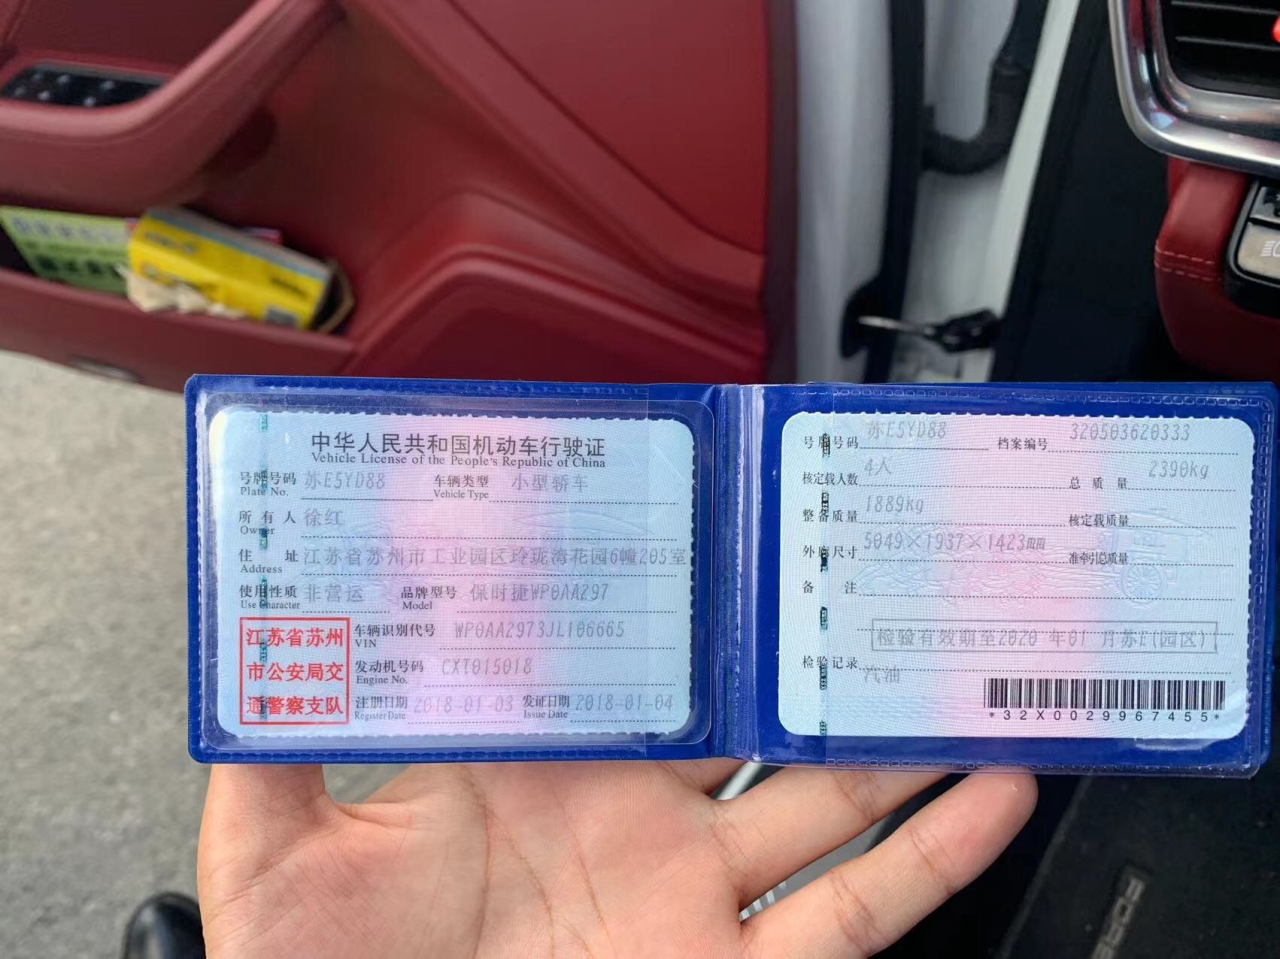 中华人民共和国机动车行驶证
Vehicle License of the People's Republic of China
号牌号码 苏E5YD88 车辆类型 小型轿车
Plate No. Vehicle Type
所有人 徐红
Owner
住址 江苏省苏州市工业园区玲珑湾花园6幢205室
Address
使用性质 非营运 品牌型号 保时捷WP0AA297
Use Character Model
江苏省苏州
市公安局交
通警察支队
车辆识别代号 WP0AA2973JL106665
VIN
发动机号码 CXT015018
Engine No.
注册日期 2018-01-03 发证日期 2018-01-04
Register Date Issue Date
号牌号码 苏E5YD88 档案编号 320503620333
核定载人数 4人 总质量 2390kg
整备质量 1889kg 核定载质量
外廓尺寸 5049×1937×1423mm 准牵引总质量
备注
检验有效期至2020 年01 月苏E(园区)
检验记录
汽油
*32X0029967455*